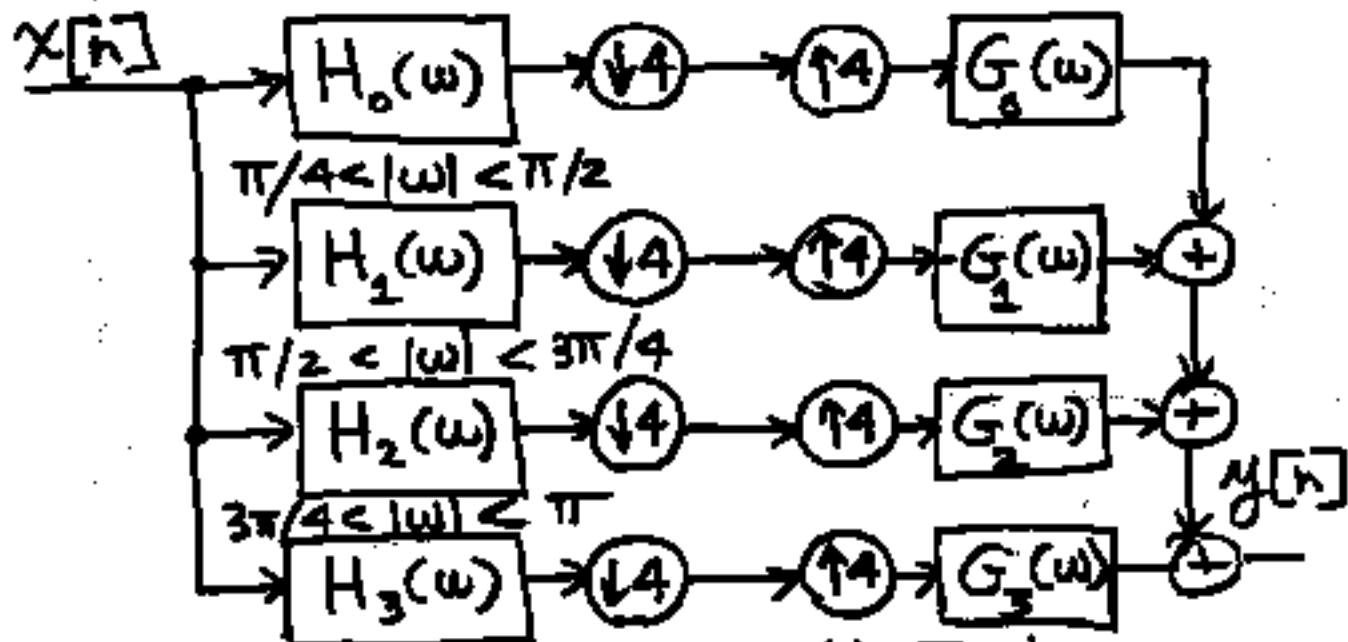 x[n]
H₀(ω) ↓4 ↑4 G₀(ω)
π/4 < |ω| < π/2
H₁(ω) ↓4 ↑4 G₁(ω) +
π/2 < |ω| < 3π/4
H₂(ω) ↓4 ↑4 G₂(ω) +
y[n]
3π/4 < |ω| < π
H₃(ω) ↓4 ↑4 G₃(ω) +